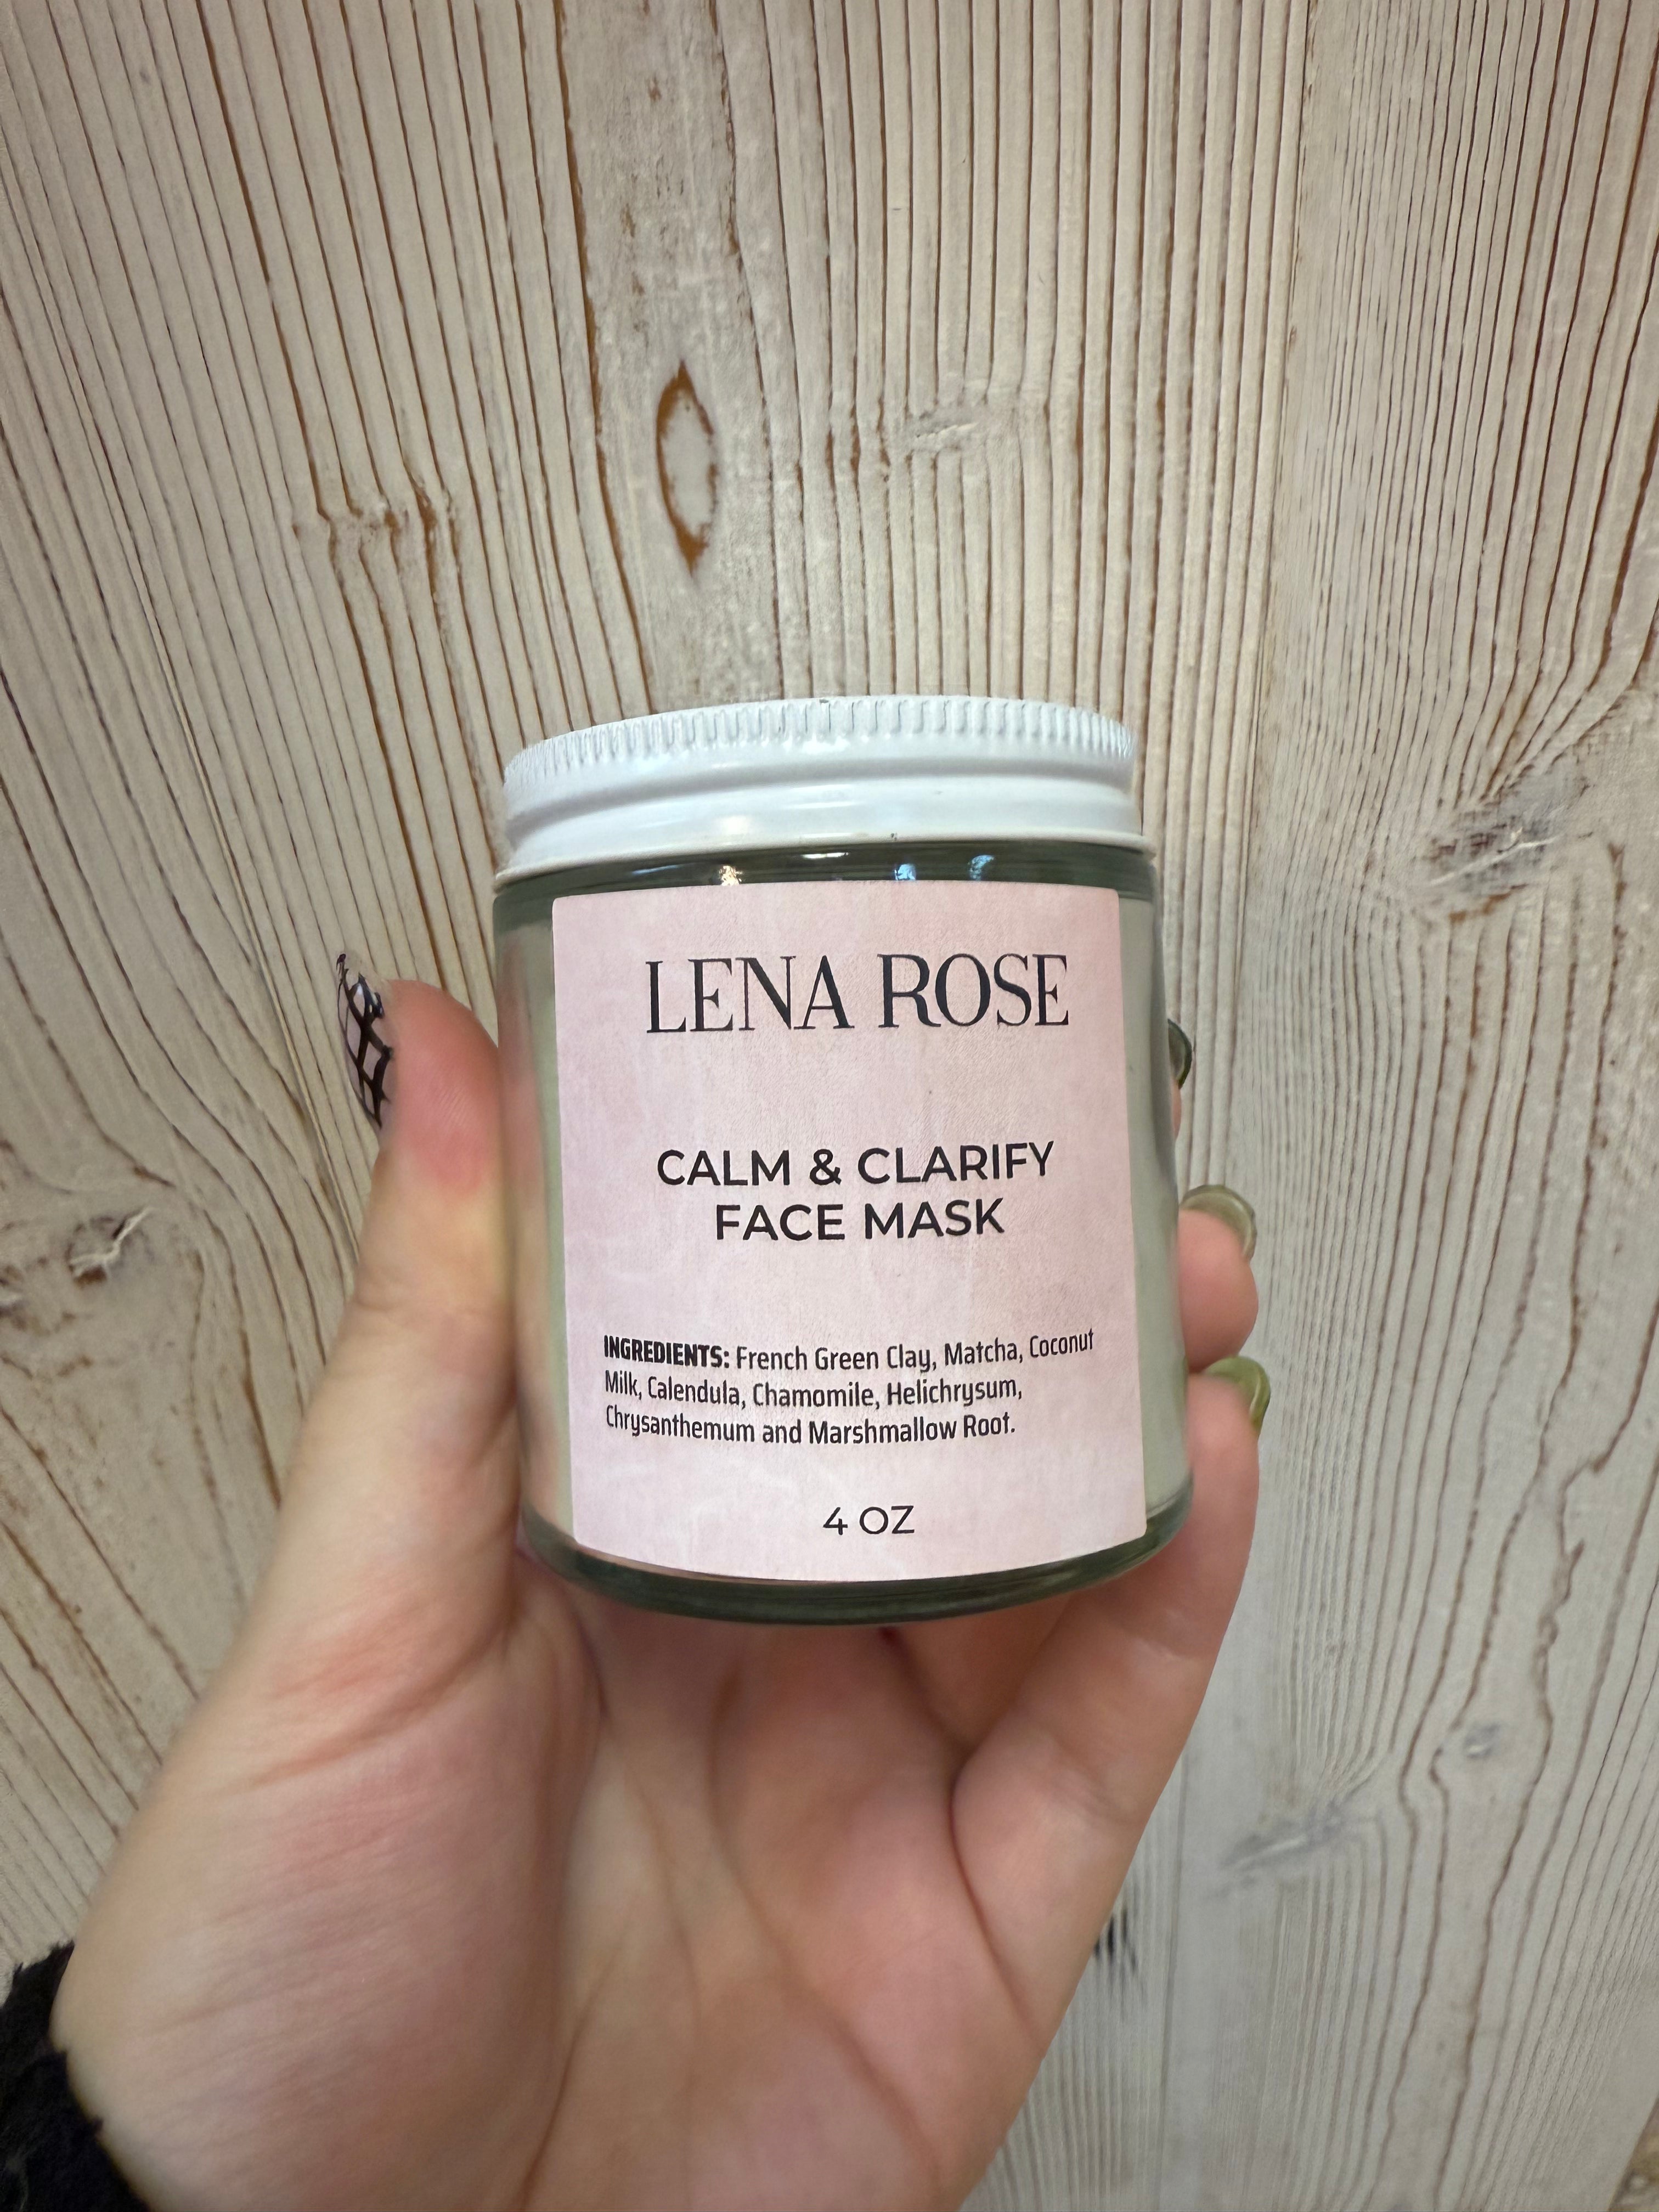 LENA ROSE
CALM & CLARIFY
FACE MASK
INGREDIENTS: French Green Clay, Matcha, Coconut
Milk, Calendula, Chamomile, Helichrysum,
Chrysanthemum and Marshmallow Root.
4 OZ